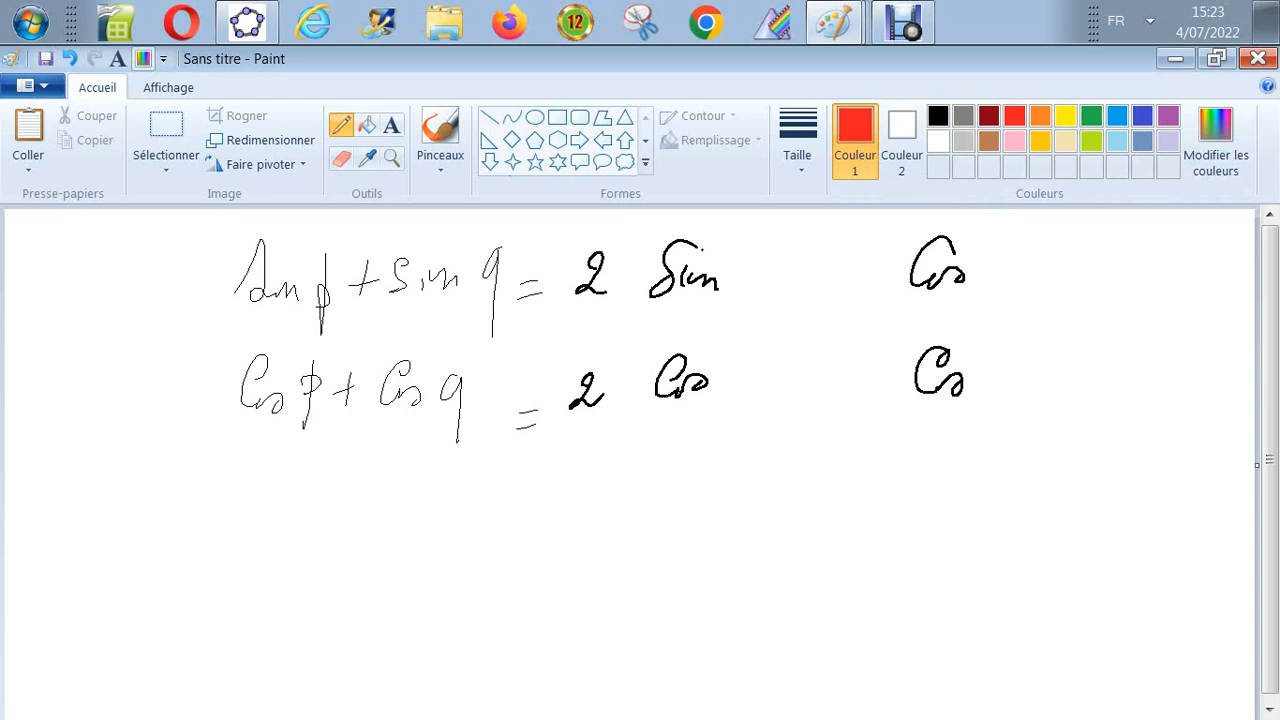 12
FR
15:23
4/07/2022
Sans titre - Paint
Accueil
Affichage
Coller
Couper
Copier
Presse-papiers
Sélectionner
Rogner
Redimensionner
Faire pivoter
Image
Outils
Pinceaux
Formes
Contour
Remplissage
Taille
Couleur 1
Couleur 2
Modifier les couleurs
Couleurs
Sin p + Sin q = 2 Sin Cos
Cos p + Cos q = 2 Cos Cos